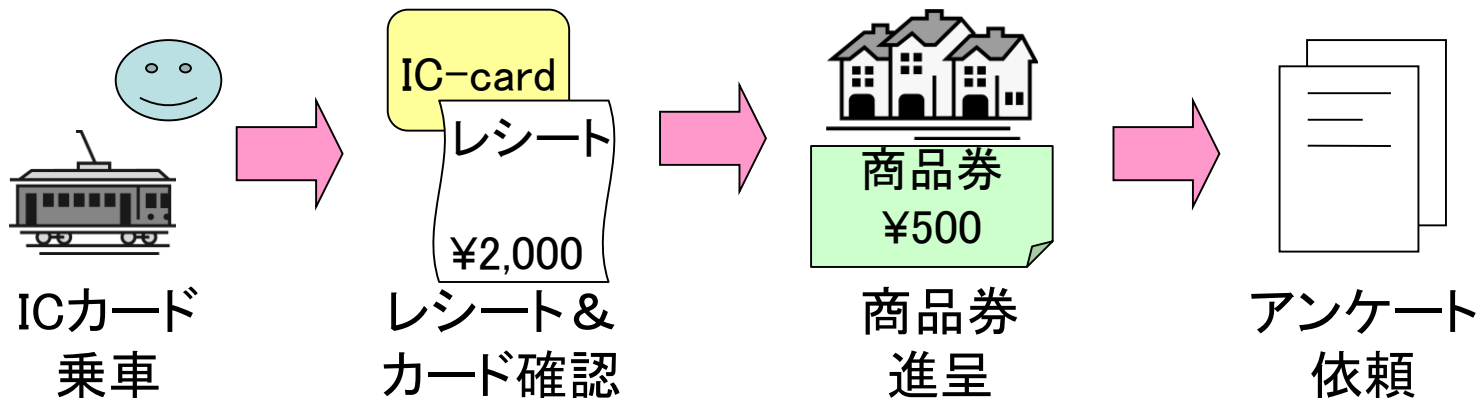 IC-card
レシート
¥2,000
商品券
¥500
ICカード
乗車
レシート&
カード確認
商品券
進呈
アンケート
依頼